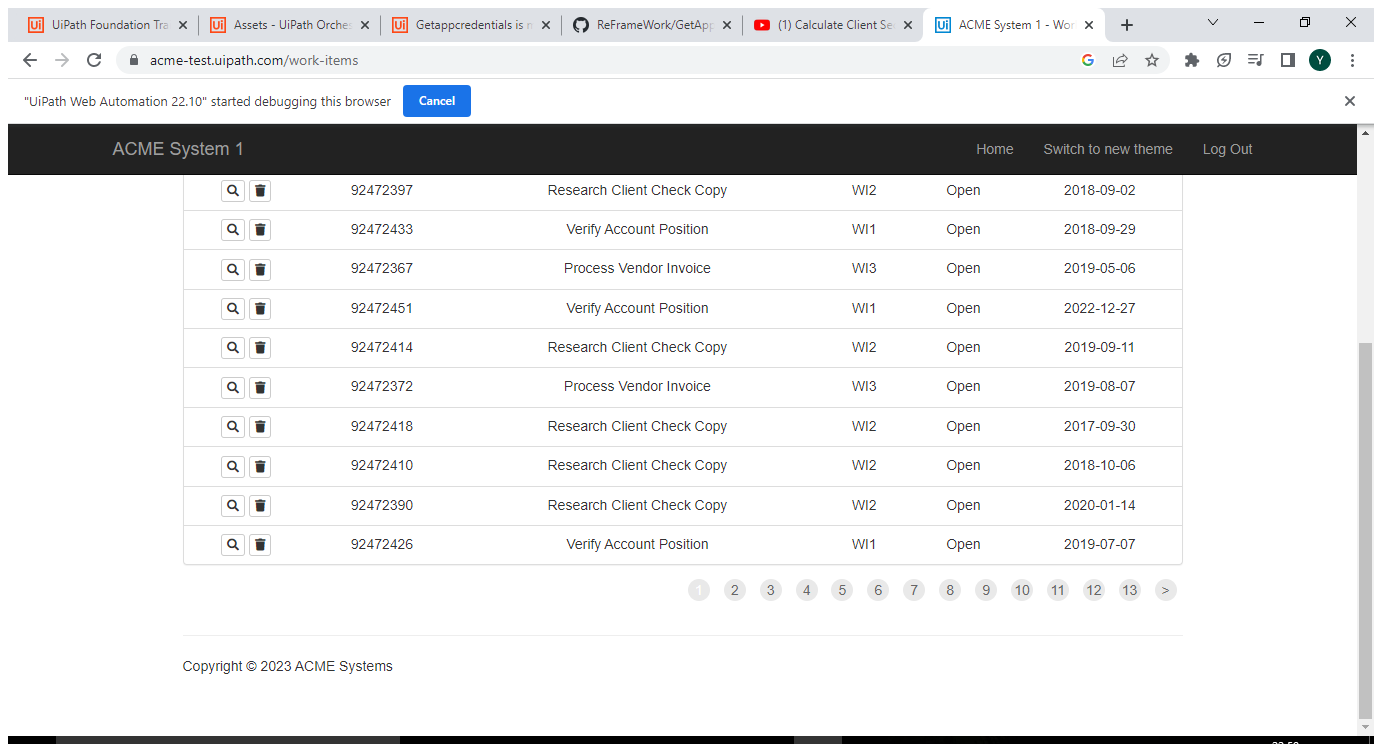 UiPath Foundation Tra
Assets - UiPath Orches
Getappcredentials is n
ReFrameWork/GetApp
(1) Calculate Client Se
ACME System 1 - Wor
acme-test.uipath.com/work-items
Y
"UiPath Web Automation 22.10" started debugging this browser Cancel
ACME System 1 Home Switch to new theme Log Out
92472397 Research Client Check Copy WI2 Open 2018-09-02
92472433 Verify Account Position WI1 Open 2018-09-29
92472367 Process Vendor Invoice WI3 Open 2019-05-06
92472451 Verify Account Position WI1 Open 2022-12-27
92472414 Research Client Check Copy WI2 Open 2019-09-11
92472372 Process Vendor Invoice WI3 Open 2019-08-07
92472418 Research Client Check Copy WI2 Open 2017-09-30
92472410 Research Client Check Copy WI2 Open 2018-10-06
92472390 Research Client Check Copy WI2 Open 2020-01-14
92472426 Verify Account Position WI1 Open 2019-07-07
1 2 3 4 5 6 7 8 9 10 11 12 13 >
Copyright © 2023 ACME Systems